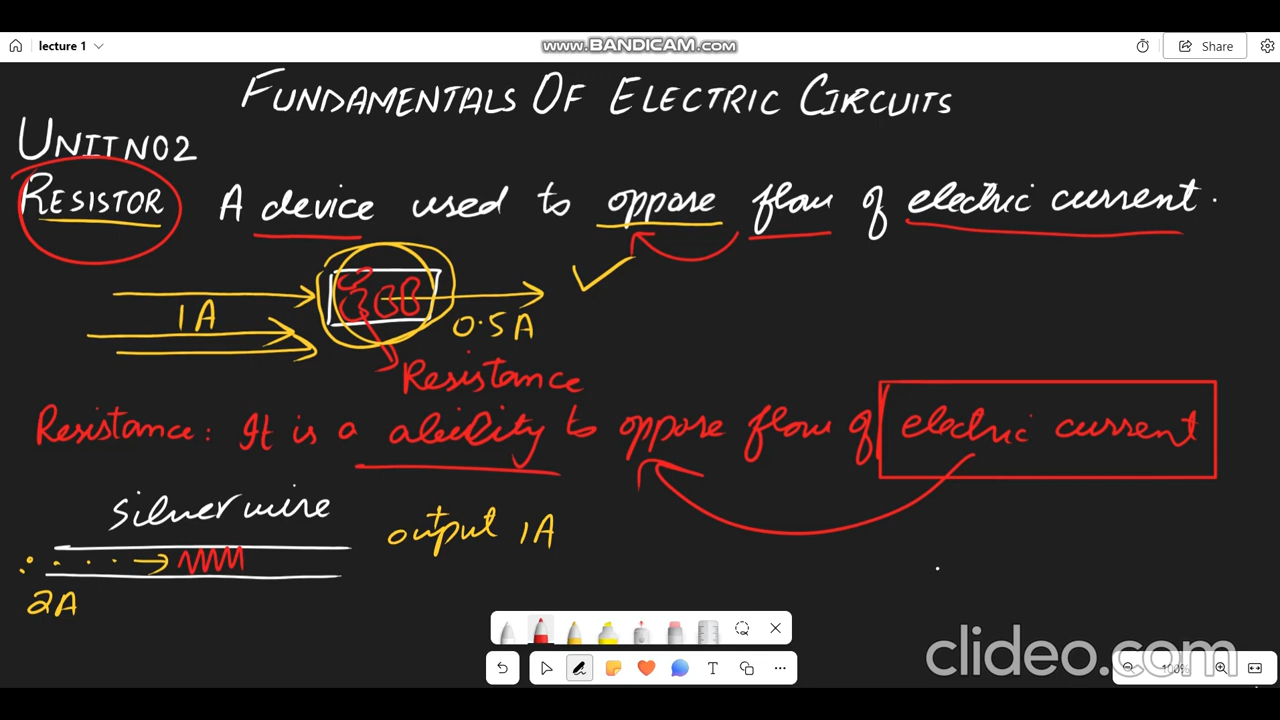 lecture 1
www.BANDICAM.com
Share
FUNDAMENTALS OF ELECTRIC CIRCUITS
UNIT NO 2
RESISTOR A device used to oppose flow of electric current.
1A
0.5A
Resistance
Resistance: It is a ability to oppose flow of electric current
silver wire
output 1A
2A
clideo.com
100%